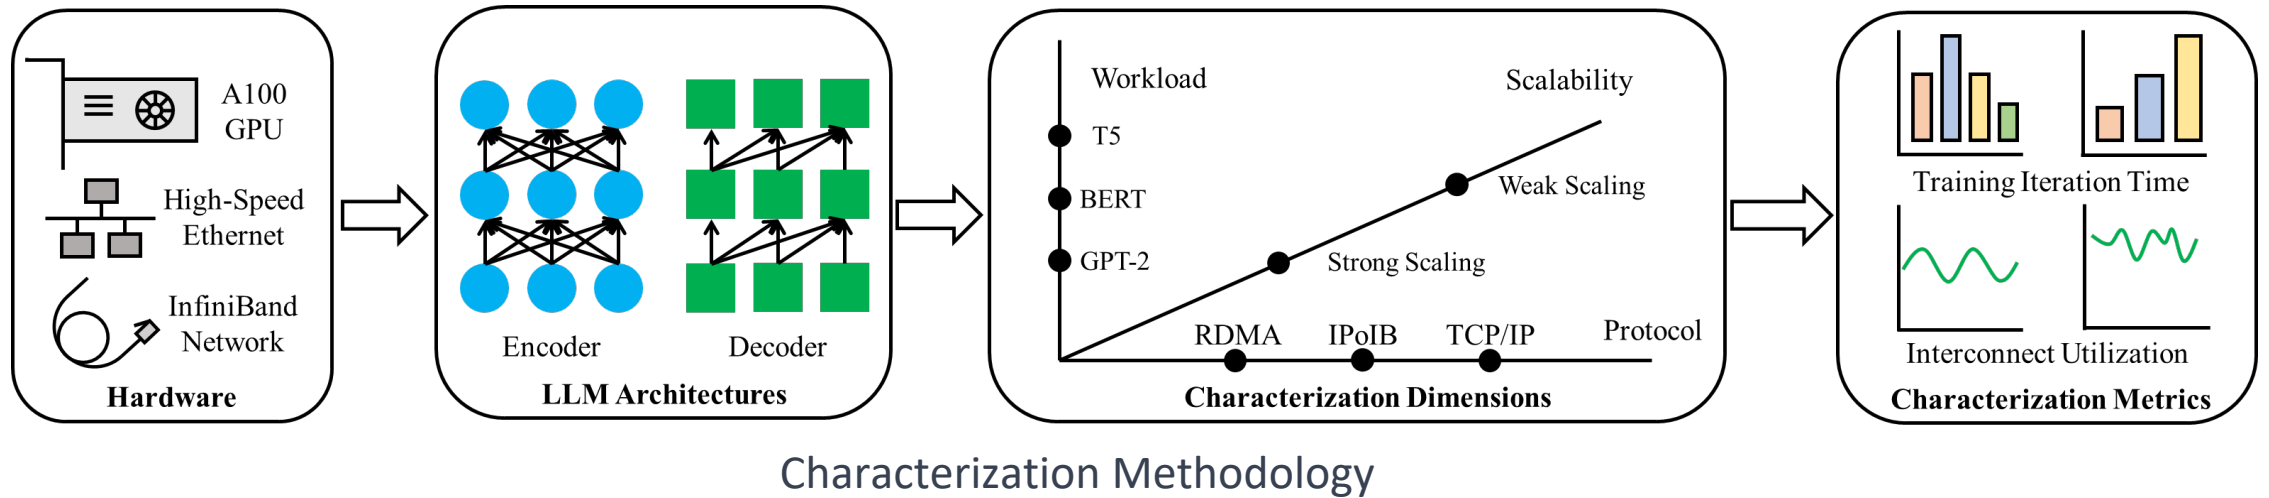 A100
GPU
High-Speed
Ethernet
InfiniBand
Network
Hardware
Encoder
Decoder
LLM Architectures
Workload
Scalability
T5
BERT
GPT-2
Weak Scaling
Strong Scaling
RDMA
IPoIB
TCP/IP
Protocol
Characterization Dimensions
Training Iteration Time
Interconnect Utilization
Characterization Metrics
Characterization Methodology